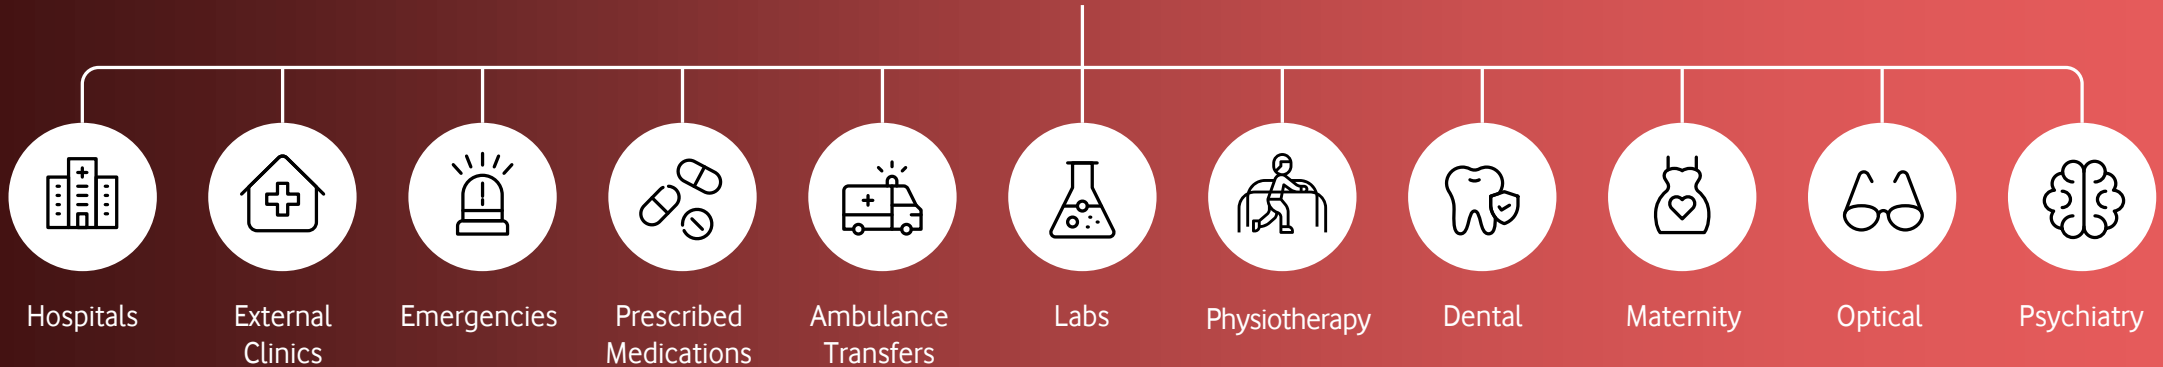 Hospitals
External
Clinics
Emergencies
Prescribed
Medications
Ambulance
Transfers
Labs
Physiotherapy
Dental
Maternity
Optical
Psychiatry